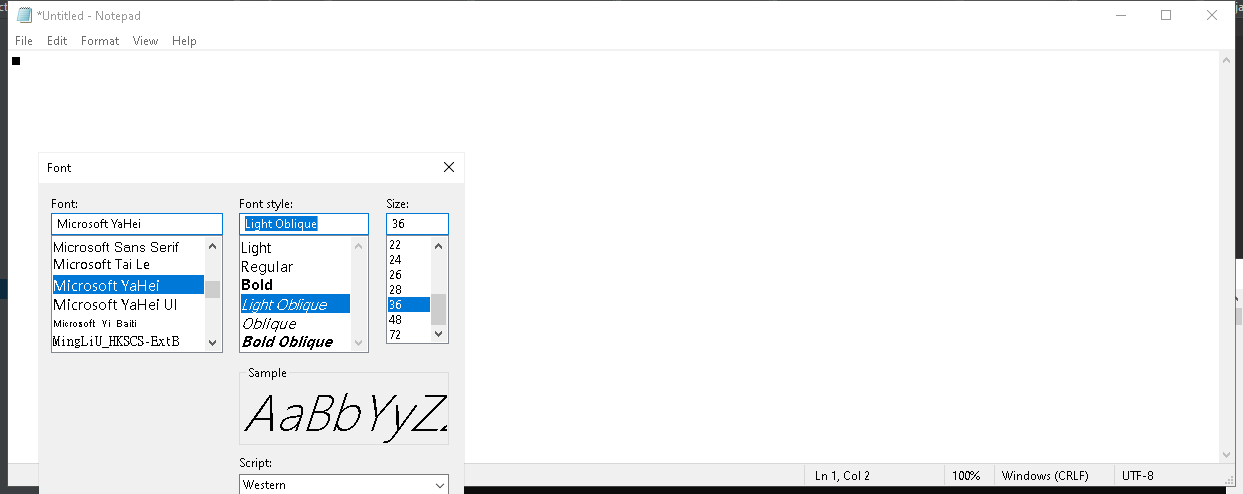 *Untitled - Notepad
File Edit Format View Help
■
Font
Font: Font style: Size:
Microsoft YaHei Light Oblique 36
Microsoft Sans Serif
Microsoft Tai Le
Microsoft YaHei
Microsoft YaHei UI
Microsoft Yi Baiti
MingLiU_HKSCS-ExtB
Light
Regular
Bold
Light Oblique
Oblique
Bold Oblique
22
24
26
28
36
48
72
Sample
AaBbYyZ
Script:
Western
Ln 1, Col 2 100% Windows (CRLF) UTF-8